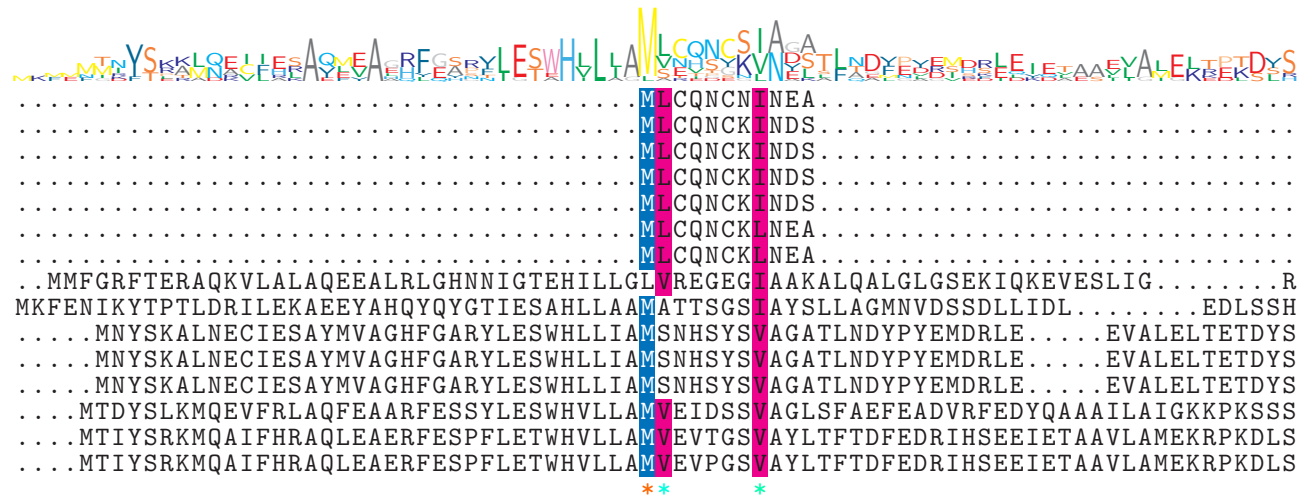 .......................................MLCQNCNINEA..............................
.......................................MLCQNCKINDS..............................
.......................................MLCQNCKINDS..............................
.......................................MLCQNCKINDS..............................
.......................................MLCQNCKINDS..............................
.......................................MLCQNCKLNEA..............................
.......................................MLCQNCKLNEA..............................
..MMFGRFTERAQKVLALAQEEALRLGHNNIGTEHILLGLVREGEGIAAKALQALGLGSEKIQKEVESLIG........R
MKFENIKYTPTLDRILEKAEEYAHQYQYGTIESAHLLAAMATTSGSIAYSLLAGMNVDSSDLLIDL........EDLSSH
.....MNYSKALNECIESAYMVAGHFGARYLESWHLLIAMSNHSYSVAGATLNDYPYEMDRLE.....EVALELTETDYS
.....MNYSKALNECIESAYMVAGHFGARYLESWHLLIAMSNHSYSVAGATLNDYPYEMDRLE.....EVALELTETDYS
.....MNYSKALNECIESAYMVAGHFGARYLESWHLLIAMSNHSYSVAGATLNDYPYEMDRLE.....EVALELTETDYS
....MTDYSLKMQEVFRLAQFEAARFESSYLESWHVLLAMVEIDSSVAGLSFAEFEADVRFEDYQAAAILAIGKKPKSSS
....MTIYSRKMQAIFHRAQLEAERFESPFLETWHVLLAMVEVTGSVAYLTFTDFEDRIHSEEIETAAVLAMEKRPKDLS
....MTIYSRKMQAIFHRAQLEAERFESPFLETWHVLLAMVEVPGSVAYLTFTDFEDRIHSEEIETAAVLAMEKRPKDLS
** *